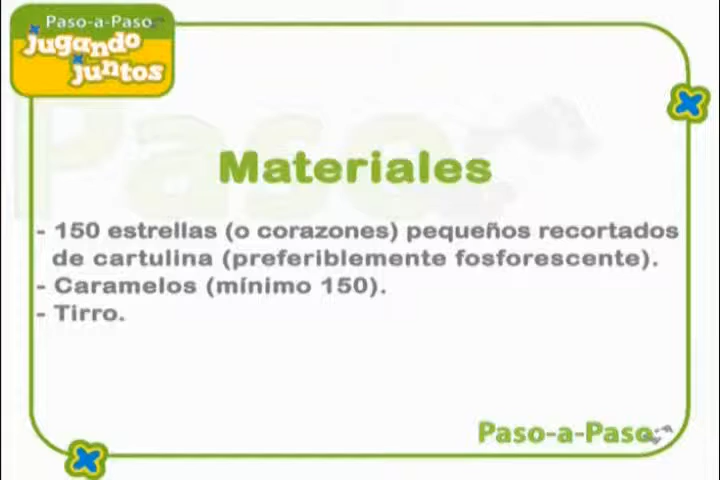 Paso-a-Paso
jugando
juntos
Paso
Materiales
- 150 estrellas (o corazones) pequeños recortados
de cartulina (preferiblemente fosforescente).
- Caramelos (mínimo 150).
- Tirro.
Paso-a-Paso